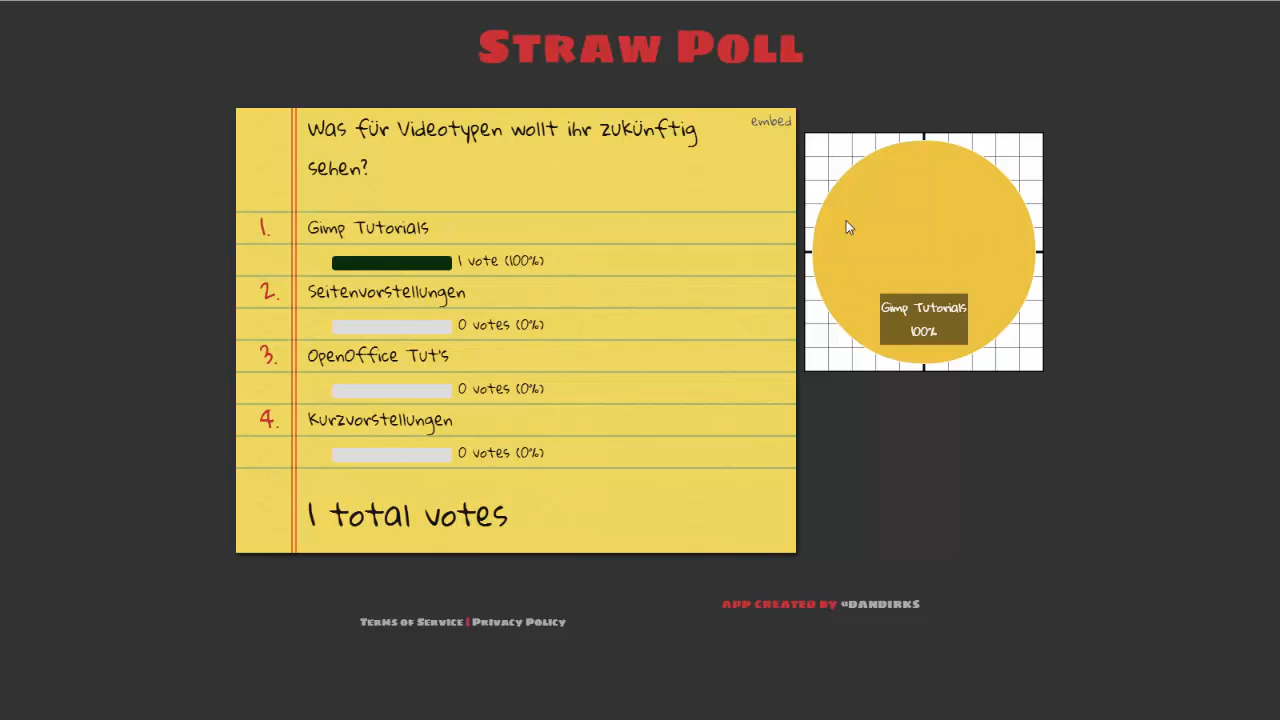 Straw Poll
Was für Videotypen wollt ihr zukünftig
sehen?
embed
1. Gimp Tutorials
1 vote (100%)
2. Seitenvorstellungen
0 votes (0%)
3. OpenOffice Tut's
0 votes (0%)
4. Kurzvorstellungen
0 votes (0%)
1 total votes
Gimp Tutorials
100%
App created by @dandirks
Terms of Service | Privacy Policy